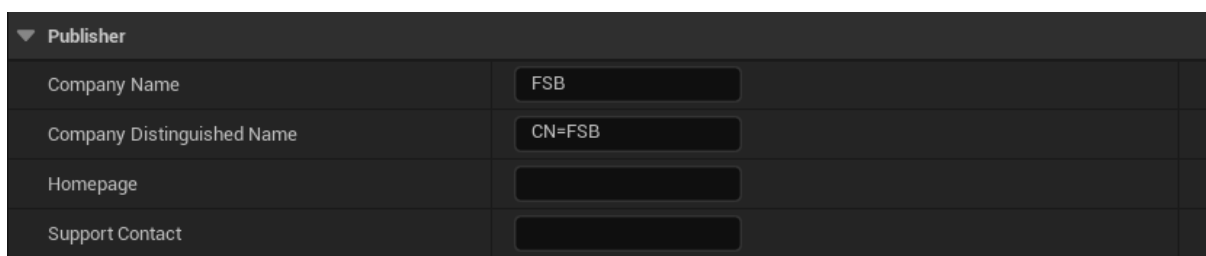 Publisher
Company Name FSB
Company Distinguished Name CN=FSB
Homepage
Support Contact